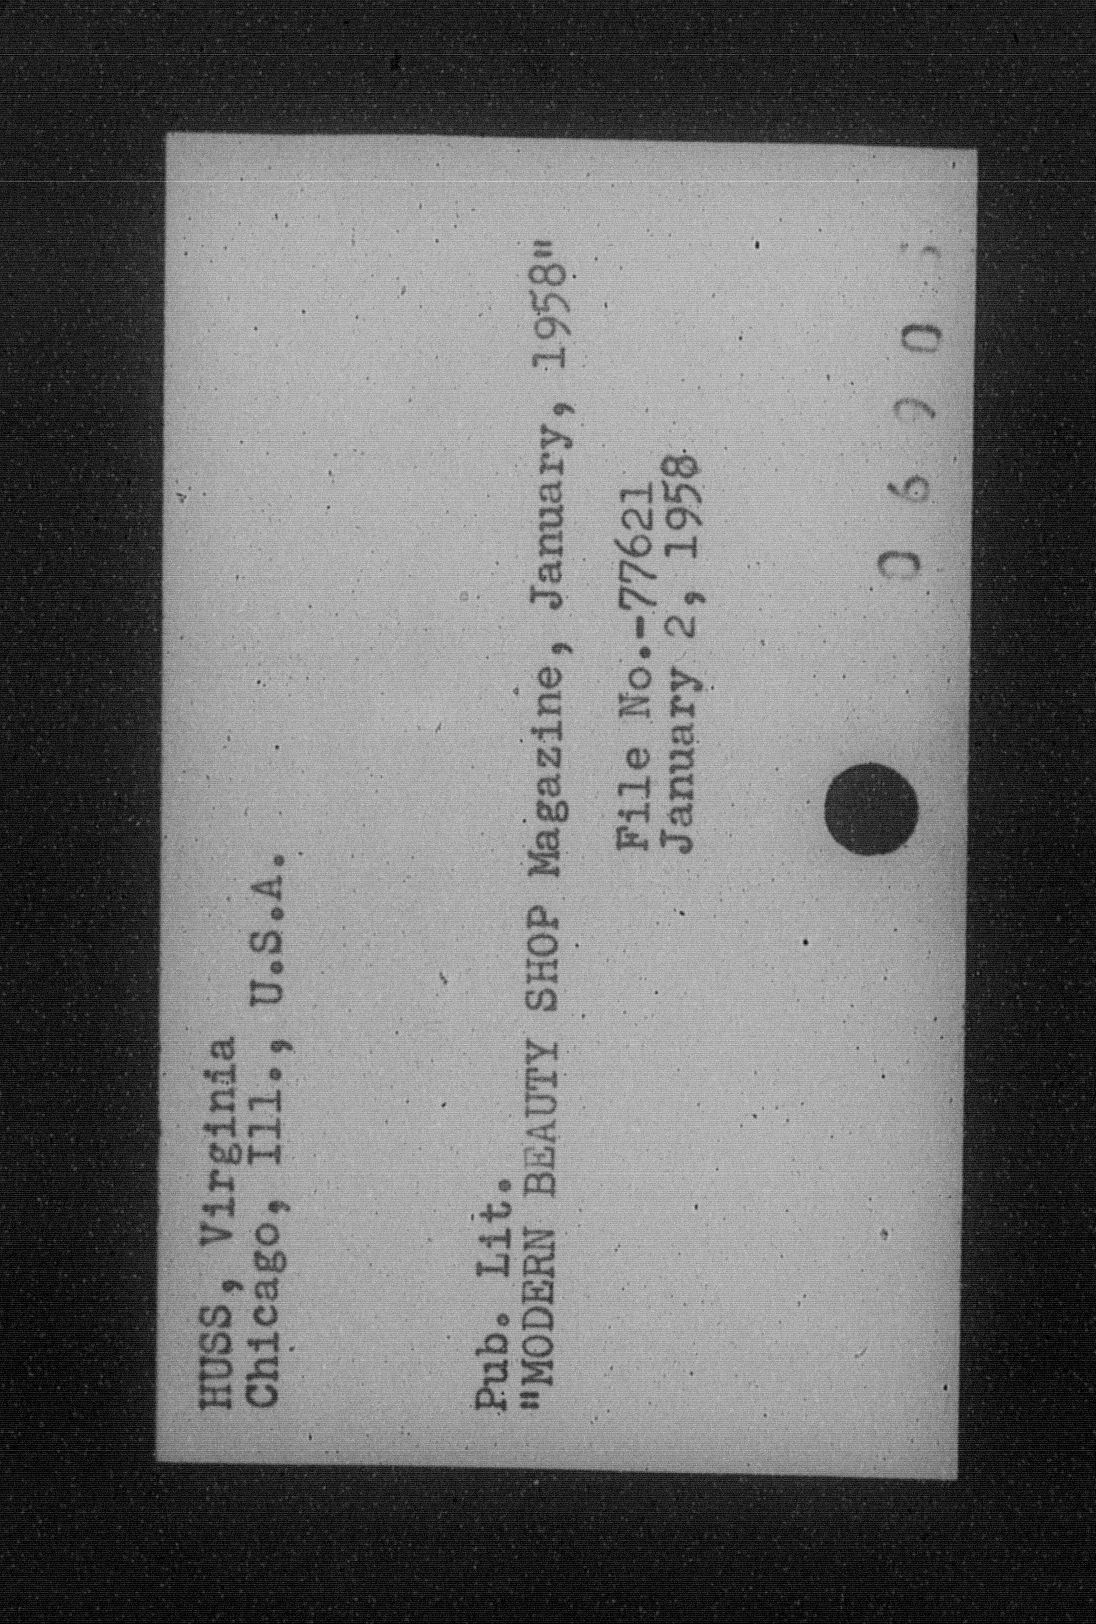 HUSS, Virginia
Chicago, Ill., U.S.A.
Pub. Lit.
"MODERN BEAUTY SHOP Magazine, January, 1958"
File No.-77621
January 2, 1958